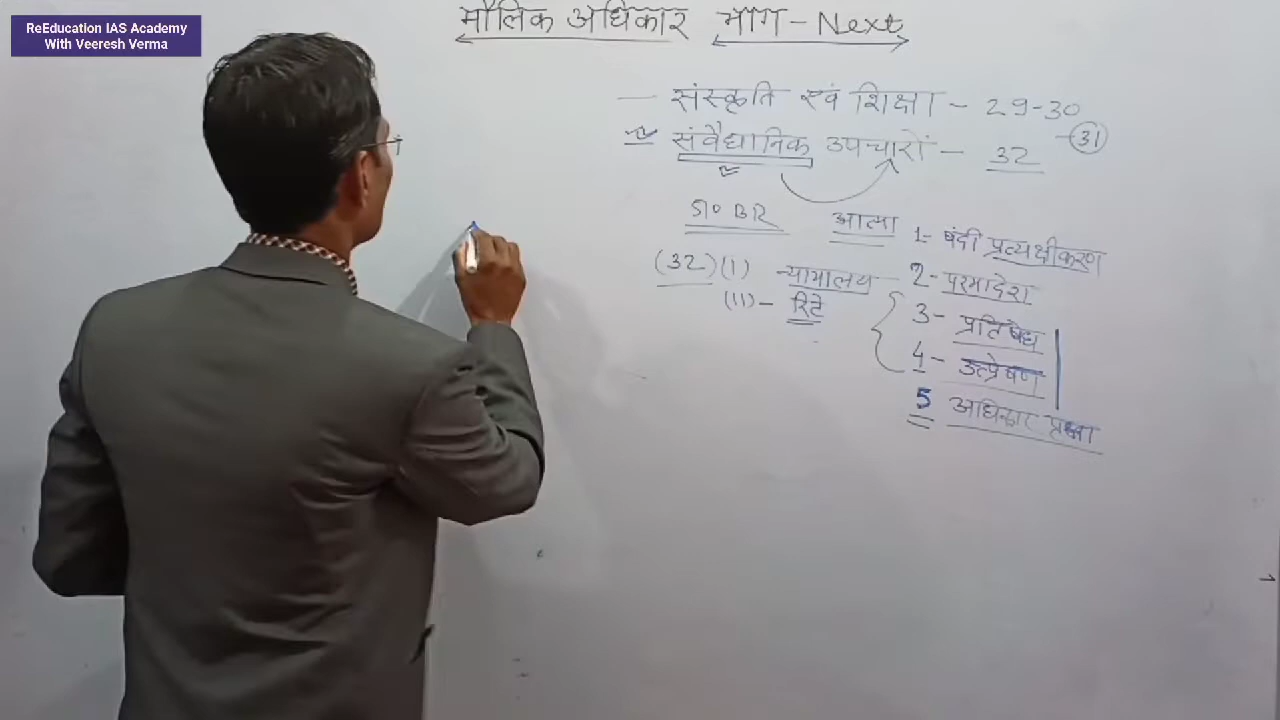 ReEducation IAS Academy
With Veeresh Verma
मौलिक अधिकार भाग - Next
— संस्कृति एवं शिक्षा - 29-30
संवैधानिक उपचारों - 32 - 31
डॉ० BR आत्मा 1- बंदी प्रत्यक्षीकरण
(32) (I) न्यायालय 2- परमादेश
(II) - रिटे 3- प्रतिषेध
4- उत्प्रेषण
5 अधिकार पृच्छा